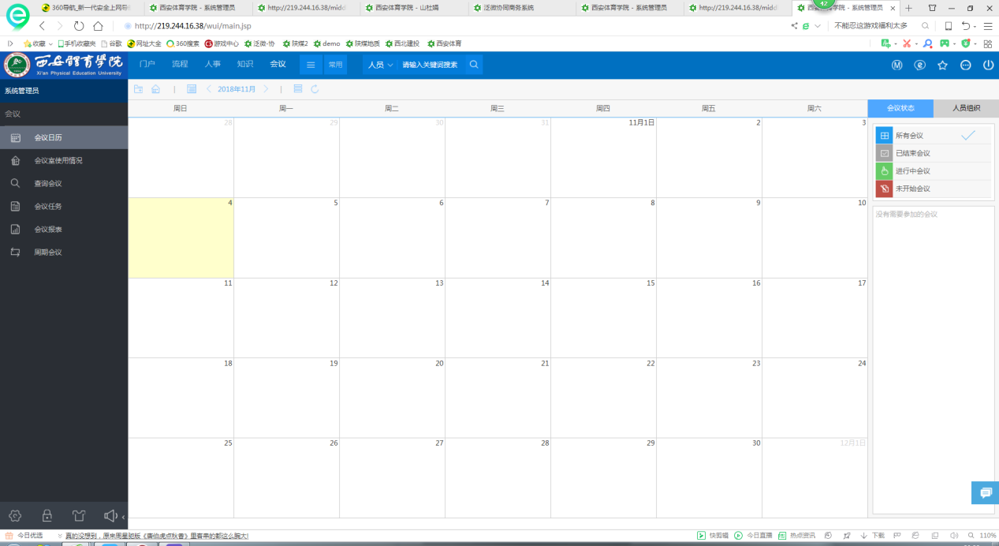 360导航_新一代安全上网导
西安体育学院 - 系统管理员
http://219.244.16.38/midd
西安体育学院 - 山杜娟
泛微协同商务系统
西安体育学院 - 系统管理员
http://219.244.16.38/midd
学院 - 系统管理员
42
http://219.244.16.38/wui/main.jsp
不能忍这游戏福利太多
收藏
手机收藏夹
谷歌
网址大全
360搜索
游戏中心
泛微-协
陕煤2
demo
陕煤地质
西北建投
西安体育
西安體育學院
Xi'an Physical Education University
门户 流程 人事 知识 会议
常用
人员
请输入关键词搜索
系统管理员
会议
会议日历
会议室使用情况
查询会议
会议任务
会议报表
周期会议
2018年11月
周日 周一 周二 周三 周四 周五 周六
28 29 30 31 11月1日 2 3
4 5 6 7 8 9 10
11 12 13 14 15 16 17
18 19 20 21 22 23 24
25 26 27 28 29 30 12月1日
会议状态
人员组织
所有会议
已结束会议
进行中会议
未开始会议
没有需要参加的会议
今日优选
真的没想到，原来周星驰版《唐伯虎点秋香》里客串的都这么腕大!
快剪辑
今日直播
热点资讯
下载
110%